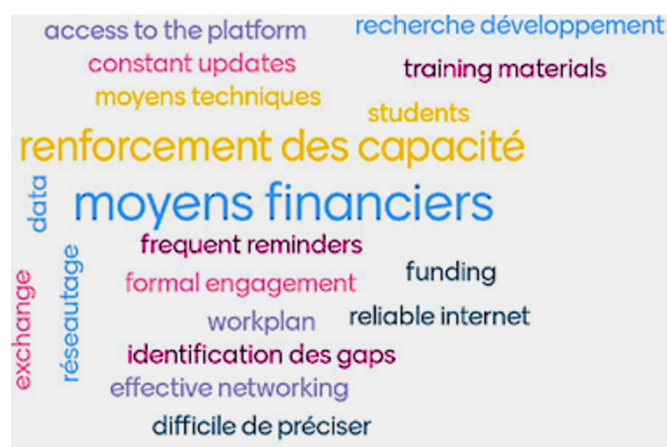 access to the platform
recherche développement
constant updates
training materials
moyens techniques
students
renforcement des capacité
data
moyens financiers
frequent reminders
réseautage
exchange
formal engagement
funding
workplan
reliable internet
identification des gaps
effective networking
difficile de préciser